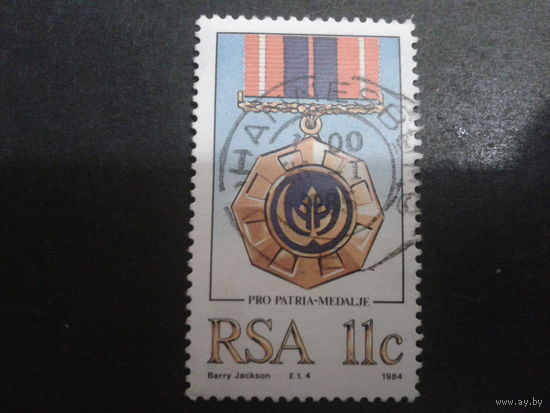 PRO PATRIA-MEDALJE
RSA 11c
Barry Jackson E 1. 4 1984
www.ay.by